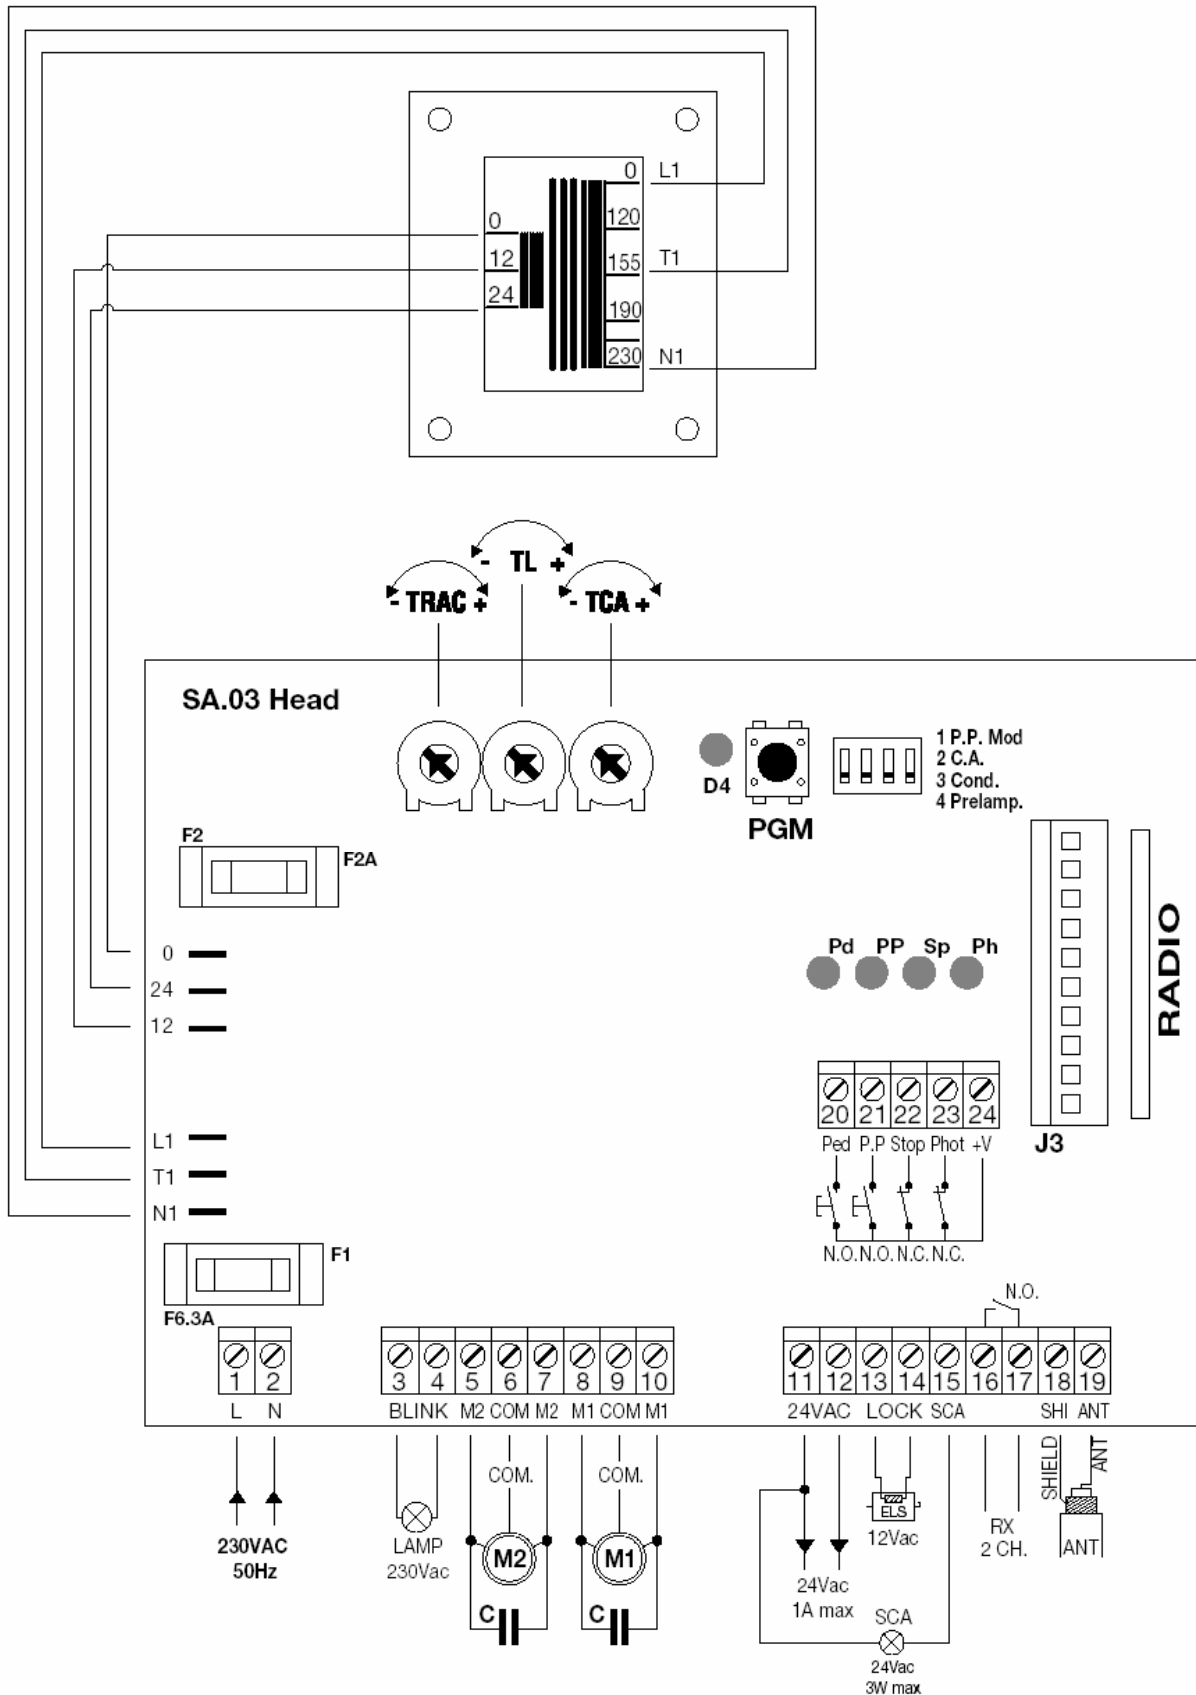 0 L1
120
0
12
155 T1
24
190
230 N1
- TL +
- TRAC +
- TCA +
SA.03 Head
D4
PGM
1 P.P. Mod
2 C.A.
3 Cond.
4 Prelamp.
F2
F2A
0
24
12
L1
T1
N1
Pd PP Sp Ph
RADIO
J3
20 21 22 23 24
Ped P.P Stop Phot +V
N.O. N.O. N.C. N.C.
F1
F6.3A
N.O.
1 2
3 4 5 6 7 8 9 10
11 12 13 14 15 16 17 18 19
L N
BLINK M2 COM M2 M1 COM M1
24VAC LOCK SCA SHI ANT
230VAC
50Hz
LAMP
230Vac
COM.
M2
C
COM.
M1
C
24Vac
1A max
ELS
12Vac
SCA
24Vac
3W max
RX
2 CH.
SHIELD
ANT
ANT